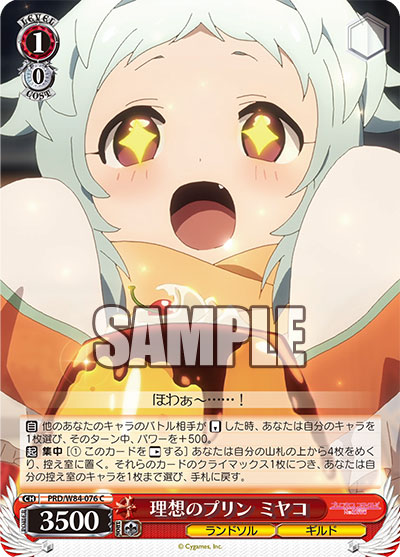 LEVEL
1
0
COST
SAMPLE
ほわぁ〜……！
自 他のあなたのキャラのバトル相手が した時、あなたは自分のキャラを
1枚選び、そのターン中、パワーを+500。
起 集中［ このカードを する］ あなたは自分の山札の上から4枚をめく
り、控え室に置く。それらのカードのクライマックス1枚につき、あなたは自
分の控え室のキャラを1枚まで選び、手札に戻す。
CH PRD/W84-076 C
3500
理想のプリン ミヤコ
ランドソル
ギルド
© Cygames, Inc.